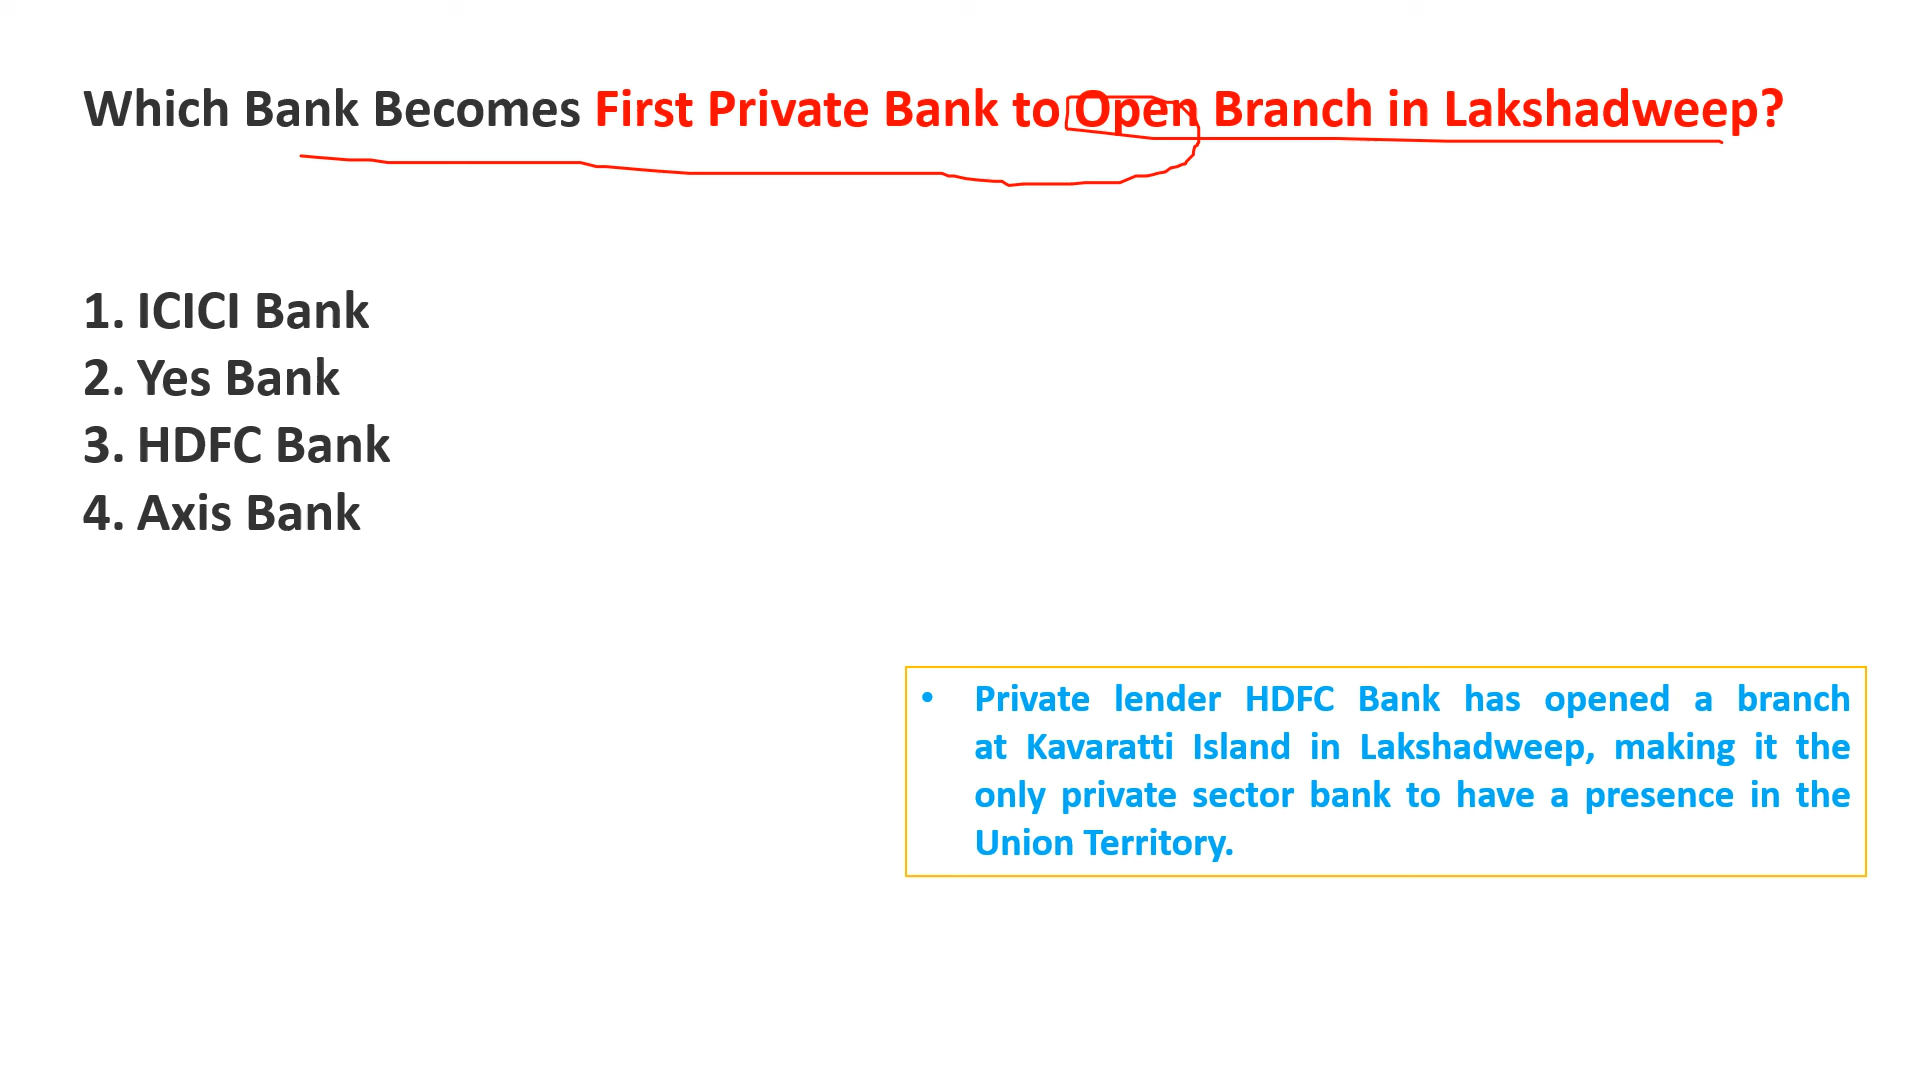 Which Bank Becomes First Private Bank to Open Branch in Lakshadweep?
1. ICICI Bank
2. Yes Bank
3. HDFC Bank
4. Axis Bank
• Private lender HDFC Bank has opened a branch
at Kavaratti Island in Lakshadweep, making it the
only private sector bank to have a presence in the
Union Territory.